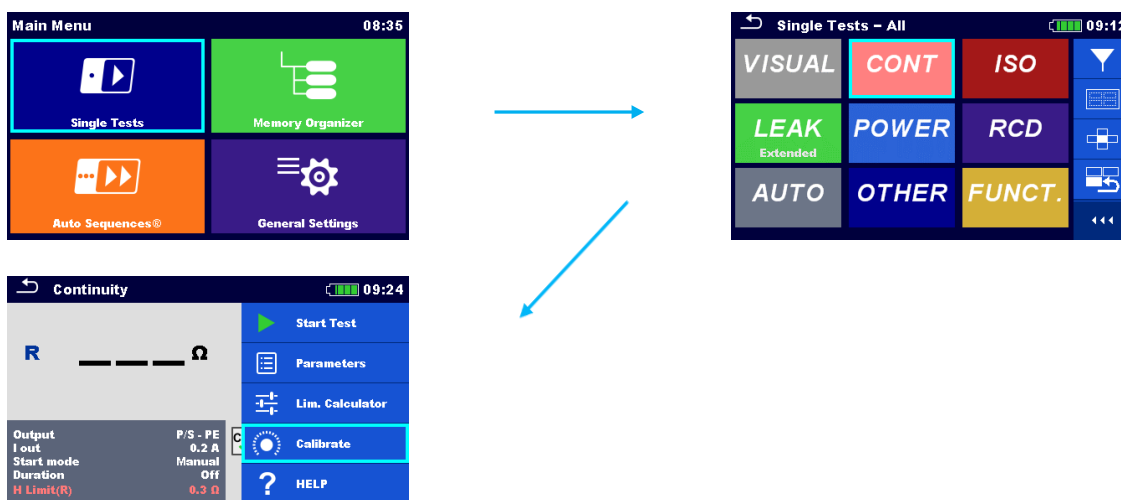 Main Menu 08:35
Single Tests
Memory Organizer
Auto Sequences®
General Settings
Single Tests – All 09:12
VISUAL CONT ISO
LEAK POWER RCD
Extended
AUTO OTHER FUNCT.
Continuity 09:24
R _ _ _ Ω
Output P/S - PE
I out 0.2 A
Start mode Manual
Duration Off
H Limit(R) 0.3 Ω
C
Start Test
Parameters
Lim. Calculator
Calibrate
? HELP